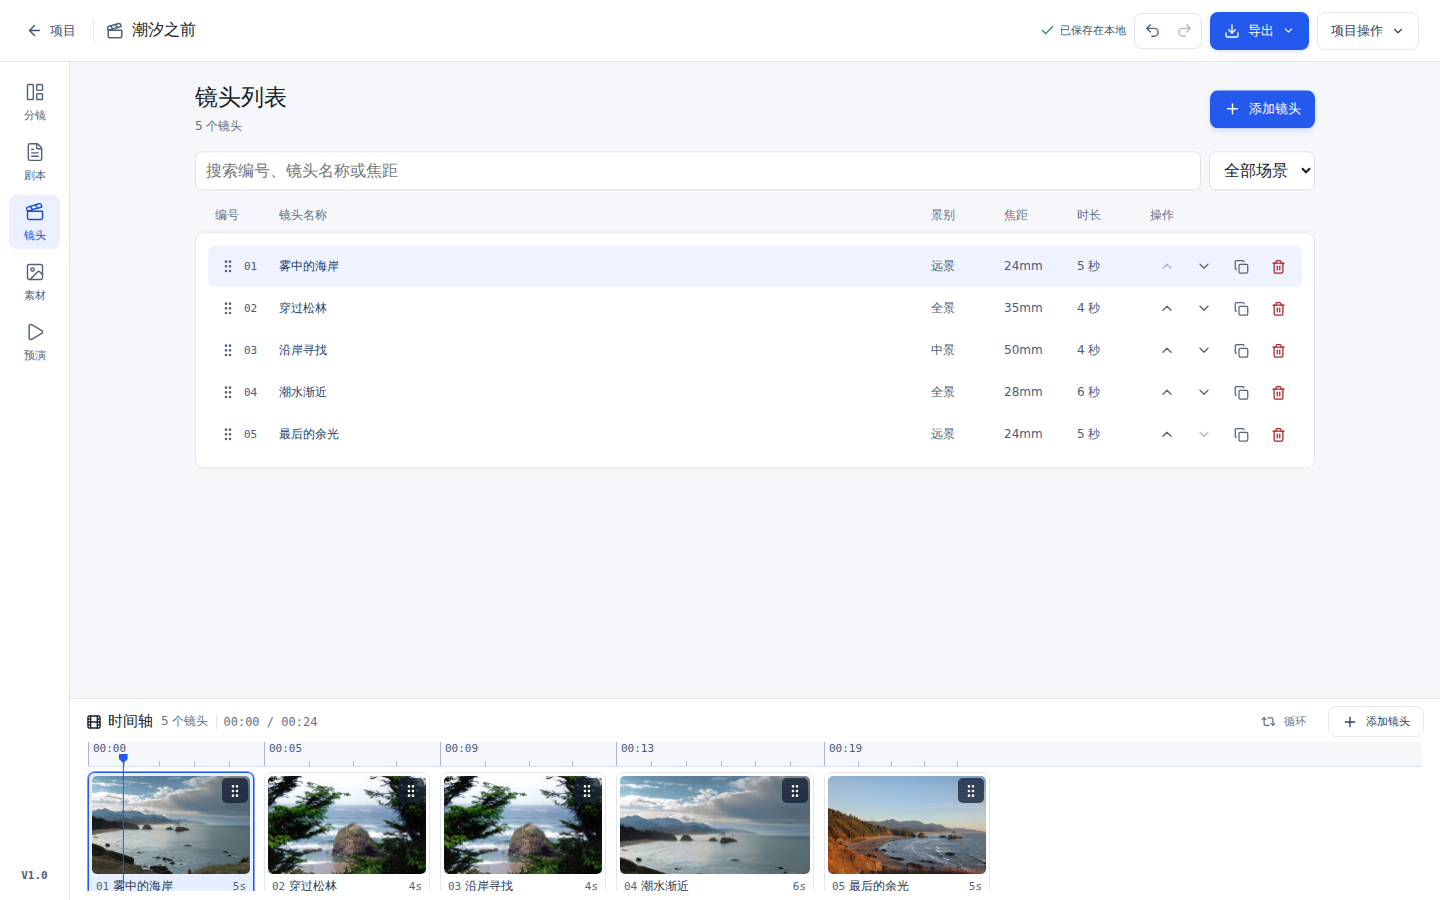 项目
潮汐之前
已保存在本地
导出
项目操作
分镜
剧本
镜头
素材
预演
V1.0
镜头列表
5 个镜头
添加镜头
搜索编号、镜头名称或焦距
全部场景
编号 镜头名称 景别 焦距 时长 操作
01 雾中的海岸 远景 24mm 5 秒
02 穿过松林 全景 35mm 4 秒
03 沿岸寻找 中景 50mm 4 秒
04 潮水渐近 全景 28mm 6 秒
05 最后的余光 远景 24mm 5 秒
时间轴 5 个镜头 00:00 / 00:24
循环
添加镜头
00:00 00:05 00:09 00:13 00:19
01 雾中的海岸 5s
02 穿过松林 4s
03 沿岸寻找 4s
04 潮水渐近 6s
05 最后的余光 5s